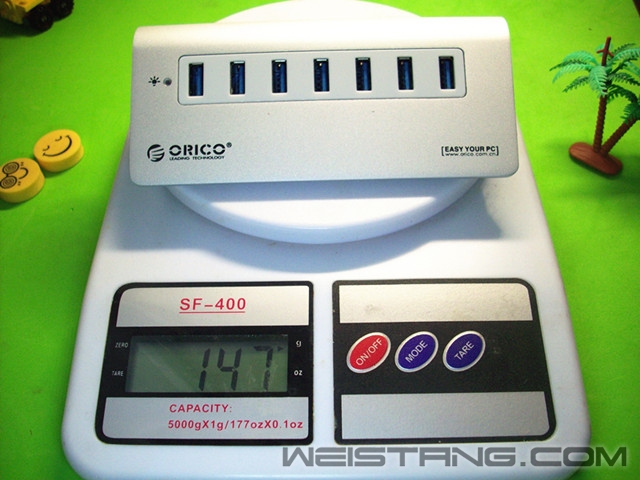 ORICO®
LEADING TECHNOLOGY
[EASY YOUR PC]
www.orico.com.cn
SF-400
ZERO
g
147
TARE
oz
CAPACITY:
5000gX1g/177ozX0.1oz
ON/OFF
MODE
TARE
WEISTANG.COM